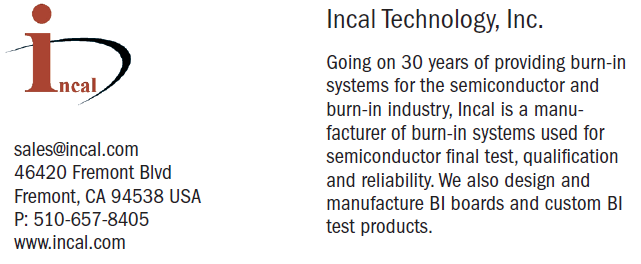 incal
sales@incal.com
46420 Fremont Blvd
Fremont, CA 94538 USA
P: 510-657-8405
www.incal.com
Incal Technology, Inc.
Going on 30 years of providing burn-in
systems for the semiconductor and
burn-in industry, Incal is a manu-
facturer of burn-in systems used for
semiconductor final test, qualification
and reliability. We also design and
manufacture BI boards and custom BI
test products.